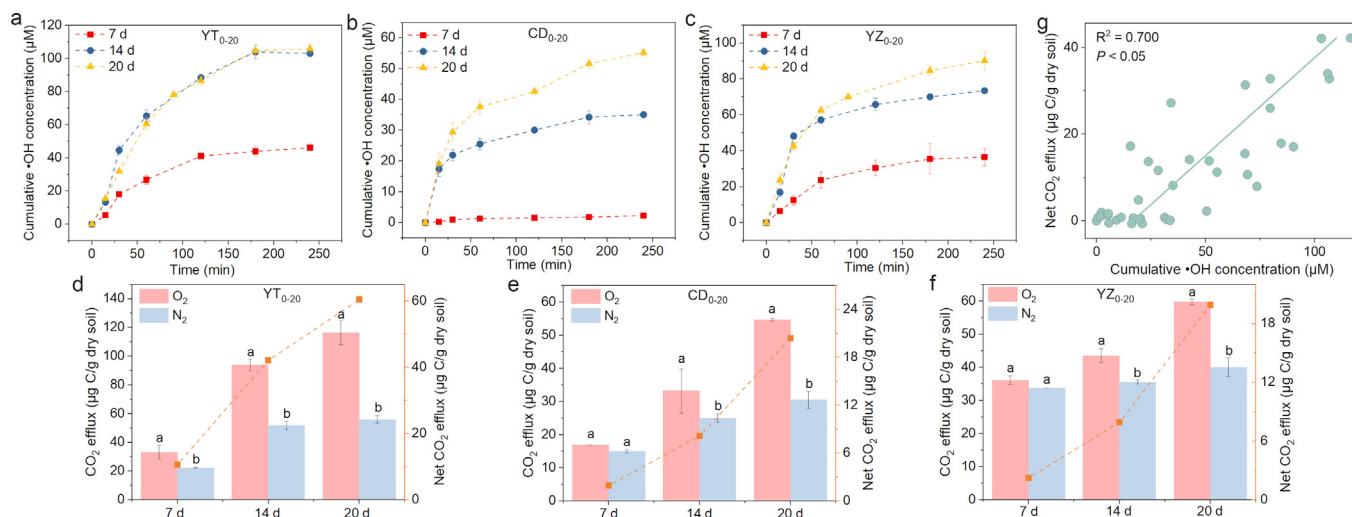 a
YT0-20
7 d
14 d
20 d
Cumulative •OH concentration (μM)
120
100
80
60
40
20
0
0 50 100 150 200 250
Time (min)
b
CD0-20
7 d
14 d
20 d
Cumulative •OH concentration (μM)
60
50
40
30
20
10
0
0 50 100 150 200 250
Time (min)
c
YZ0-20
7 d
14 d
20 d
Cumulative •OH concentration (μM)
100
80
60
40
20
0
0 50 100 150 200 250
Time (min)
g
R2 = 0.700
P < 0.05
Net CO2 efflux (μg C/g dry soil)
40
20
0
0 50 100
Cumulative •OH concentration (μM)
d
YT0-20
O2
N2
CO2 efflux (μg C/g dry soil)
140
120
100
80
60
40
20
0
a b a b a b
7 d 14 d 20 d
60
40
20
0
Net CO2 efflux (μg C/g dry soil)
e
CD0-20
O2
N2
CO2 efflux (μg C/g dry soil)
60
50
40
30
20
10
0
a a a b a b
7 d 14 d 20 d
24
18
12
6
0
Net CO2 efflux (μg C/g dry soil)
f
YZ0-20
O2
N2
CO2 efflux (μg C/g dry soil)
60
50
40
30
20
10
0
a a a b a b
7 d 14 d 20 d
18
12
6
0
Net CO2 efflux (μg C/g dry soil)